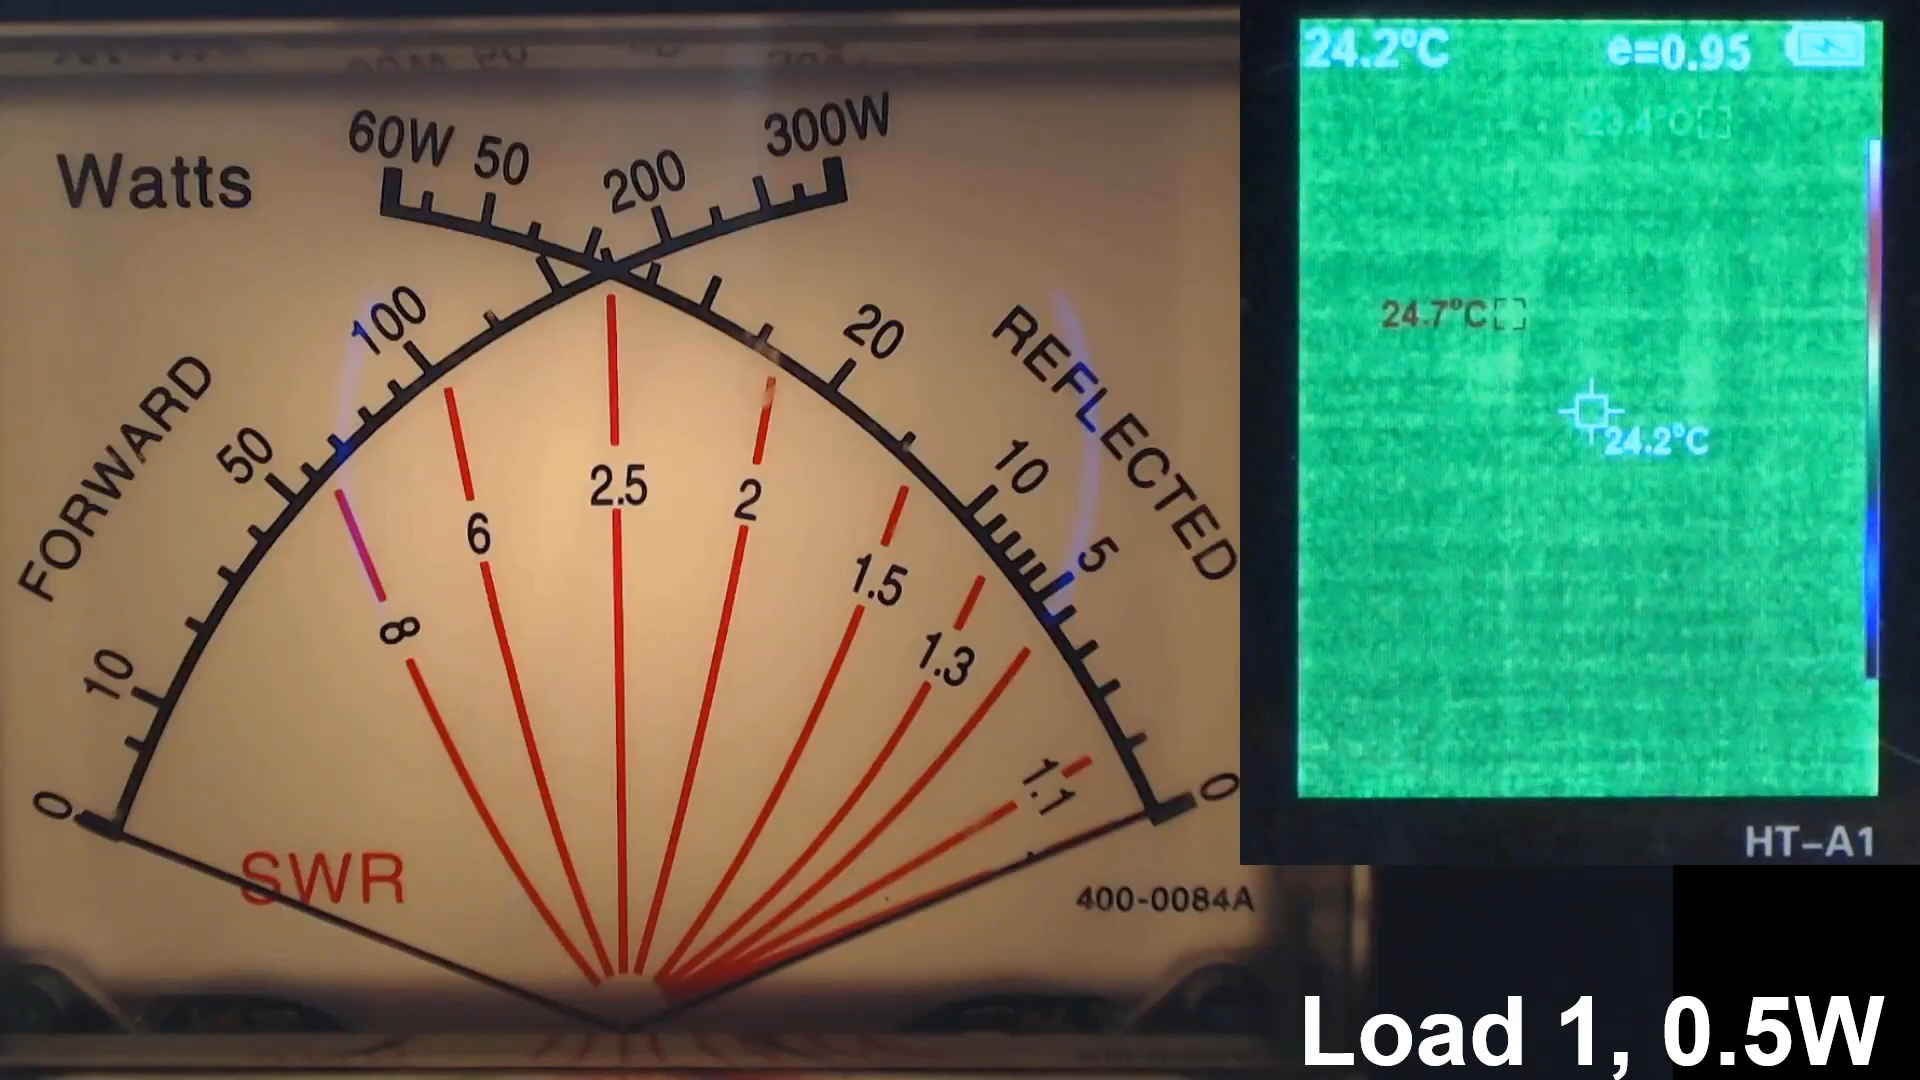 Watts
60W 50 200 300W
100 20
FORWARD REFLECTED
50 10
2.5 2
6 1.5
∞ 1.3
5
10
1.1
0 0
SWR
400-0084A
24.2°C e=0.95
23.4°C
24.7°C
24.2°C
HT-A1
Load 1, 0.5W